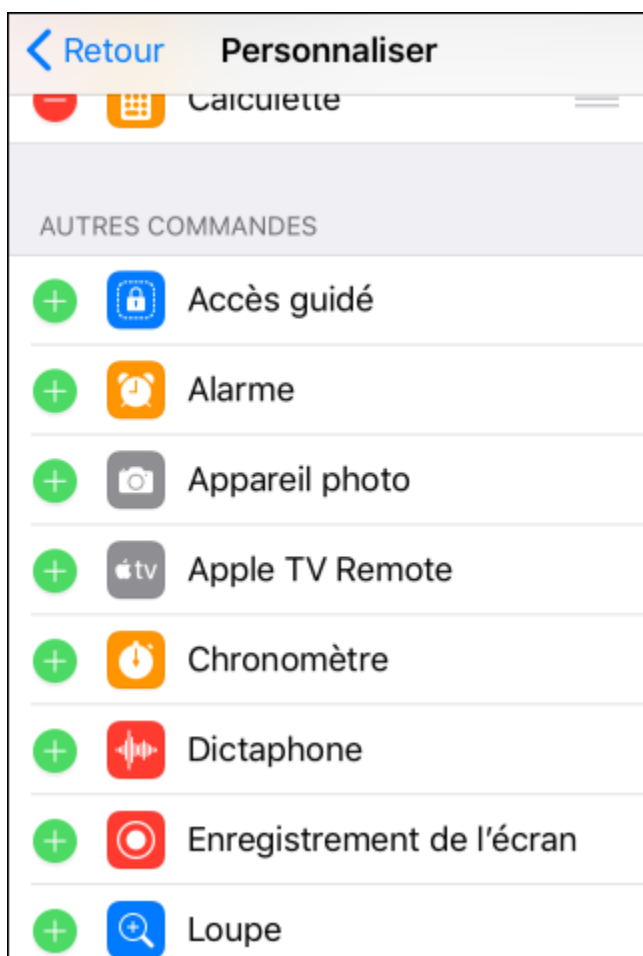 Retour
Personnaliser
Calculette
AUTRES COMMANDES
Accès guidé
Alarme
Appareil photo
tv
Apple TV Remote
Chronomètre
Dictaphone
Enregistrement de l’écran
Loupe